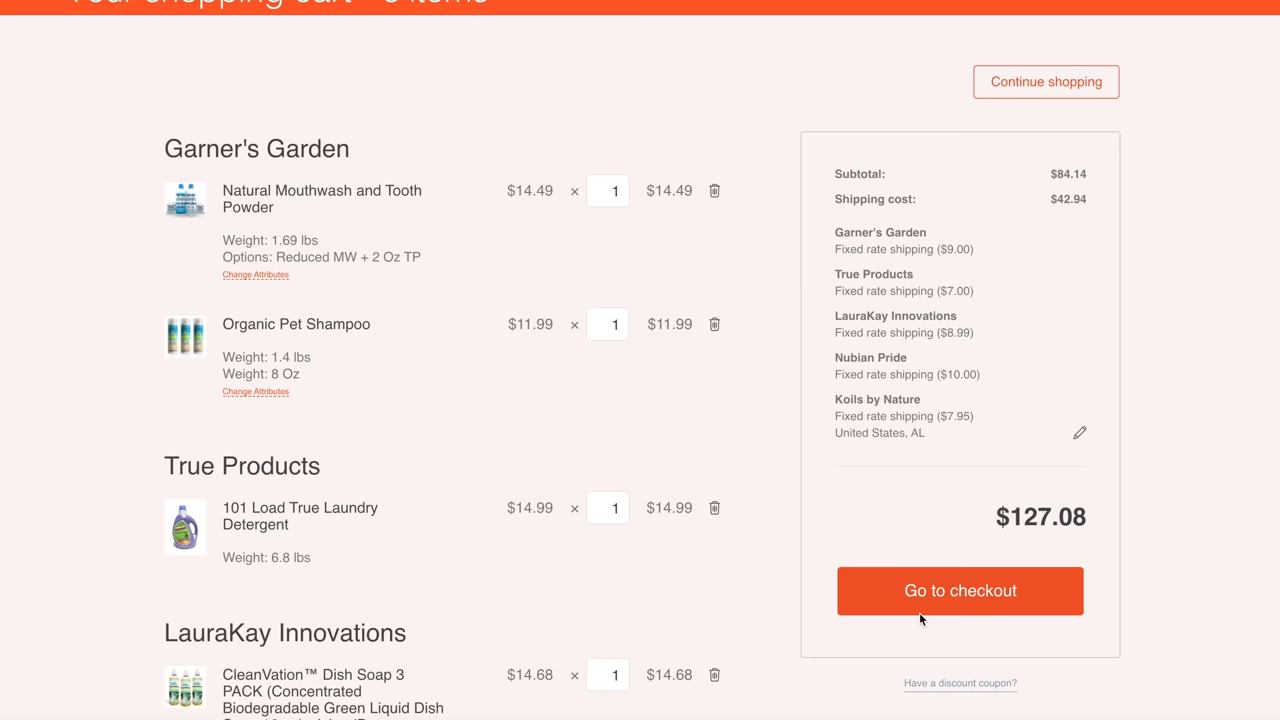 Your shopping cart - 6 items
Continue shopping
Garner's Garden
Natural Mouthwash and Tooth
Powder
$14.49 × 1 $14.49
Weight: 1.69 lbs
Options: Reduced MW + 2 Oz TP
Change Attributes
Organic Pet Shampoo
$11.99 × 1 $11.99
Weight: 1.4 lbs
Weight: 8 Oz
Change Attributes
True Products
101 Load True Laundry
Detergent
$14.99 × 1 $14.99
Weight: 6.8 lbs
LauraKay Innovations
CleanVation™ Dish Soap 3
PACK (Concentrated
Biodegradable Green Liquid Dish
$14.68 × 1 $14.68
Subtotal: $84.14
Shipping cost: $42.94
Garner's Garden
Fixed rate shipping ($9.00)
True Products
Fixed rate shipping ($7.00)
LauraKay Innovations
Fixed rate shipping ($8.99)
Nubian Pride
Fixed rate shipping ($10.00)
Koils by Nature
Fixed rate shipping ($7.95)
United States, AL
$127.08
Go to checkout
Have a discount coupon?